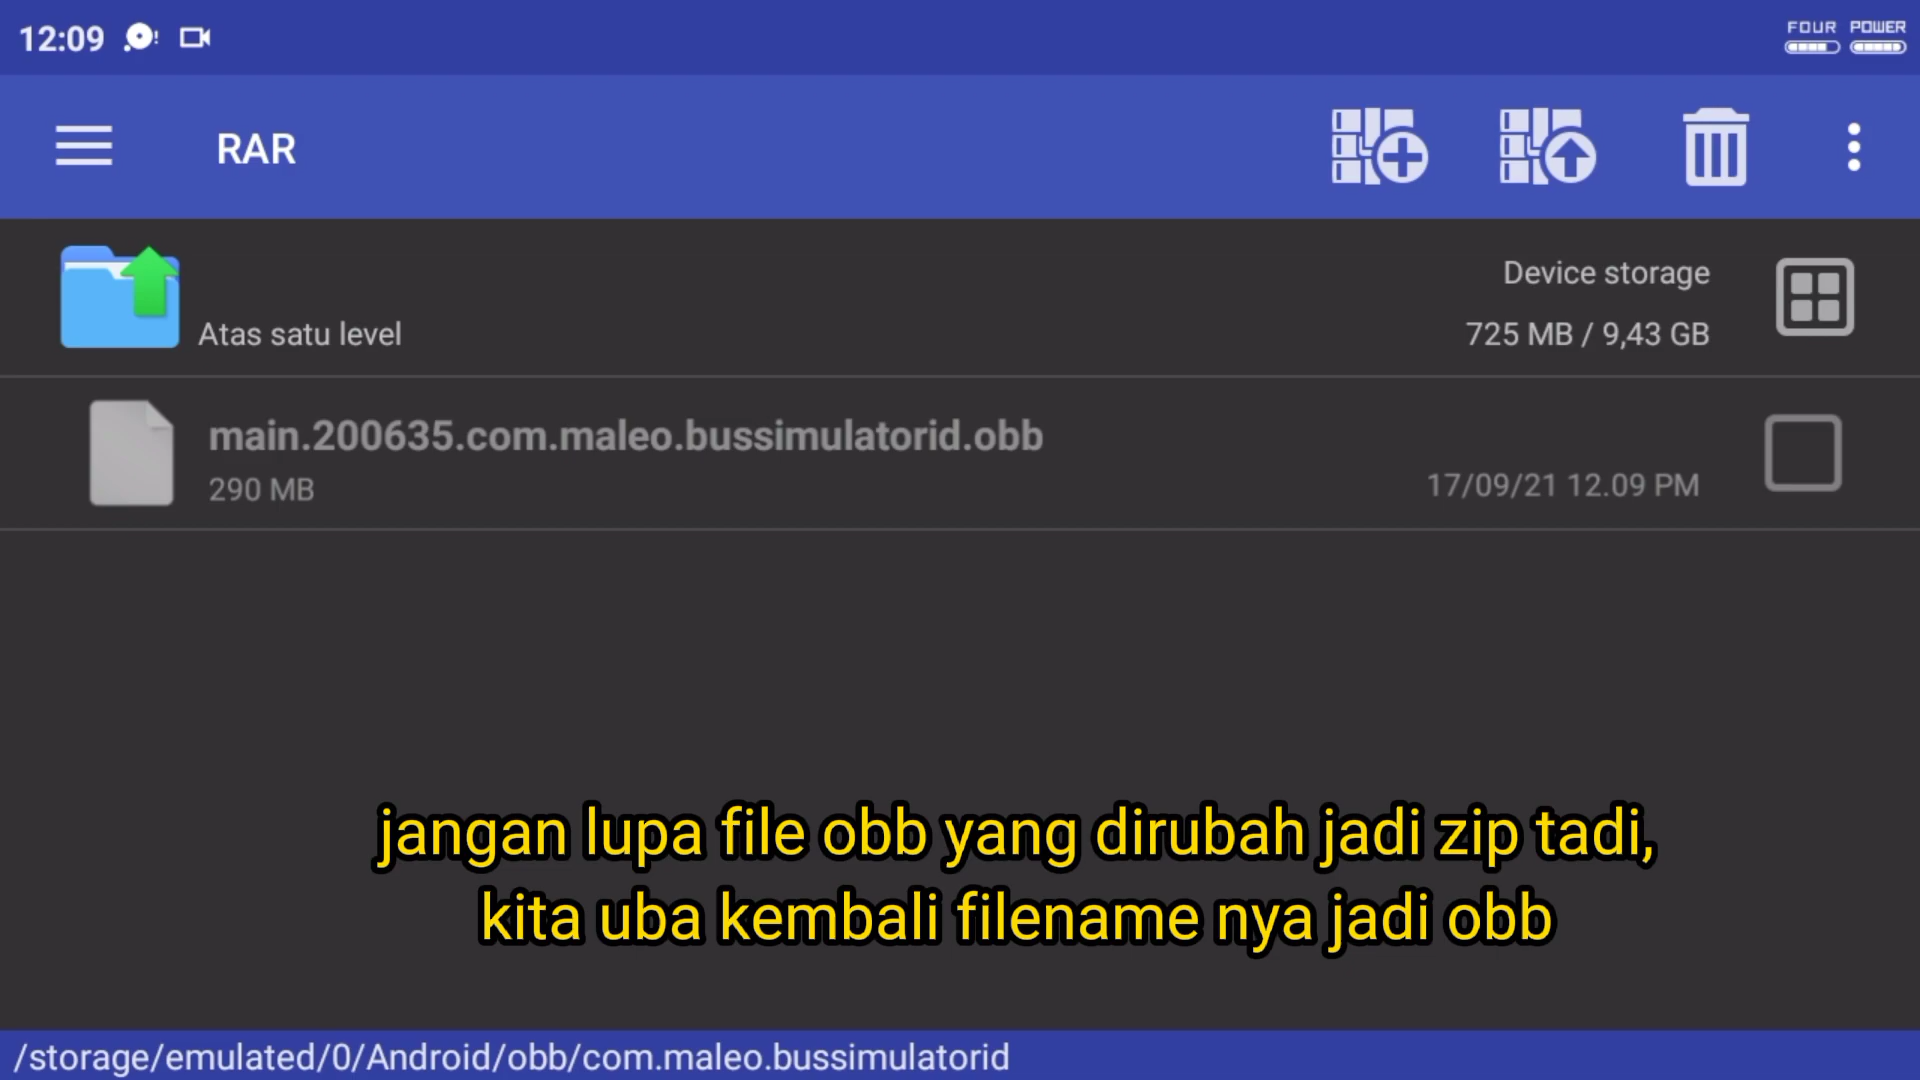 12:09
FOUR POWER
RAR
Device storage
Atas satu level
725 MB / 9,43 GB
main.200635.com.maleo.bussimulatorid.obb
290 MB
17/09/21 12.09 PM
jangan lupa file obb yang dirubah jadi zip tadi,
kita uba kembali filename nya jadi obb
/storage/emulated/0/Android/obb/com.maleo.bussimulatorid